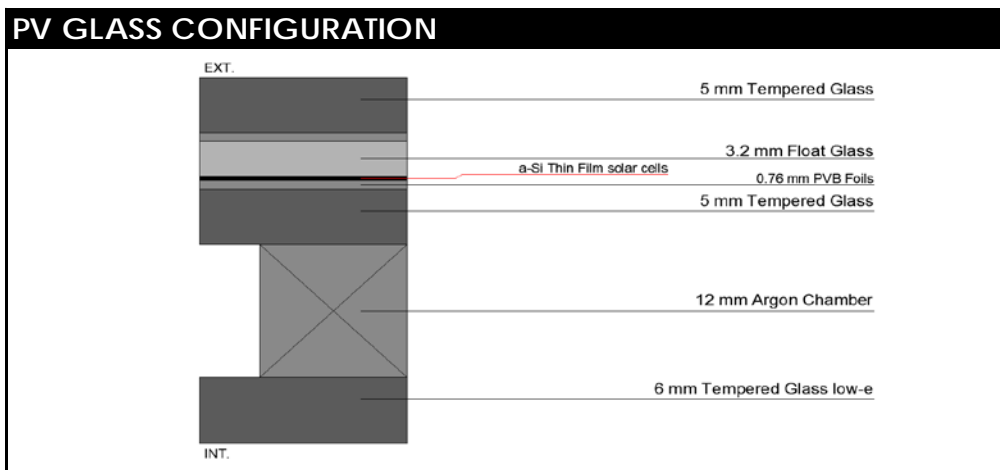 PV GLASS CONFIGURATION
EXT.
5 mm Tempered Glass
3.2 mm Float Glass
a-Si Thin Film solar cells
0.76 mm PVB Foils
5 mm Tempered Glass
12 mm Argon Chamber
6 mm Tempered Glass low-e
INT.